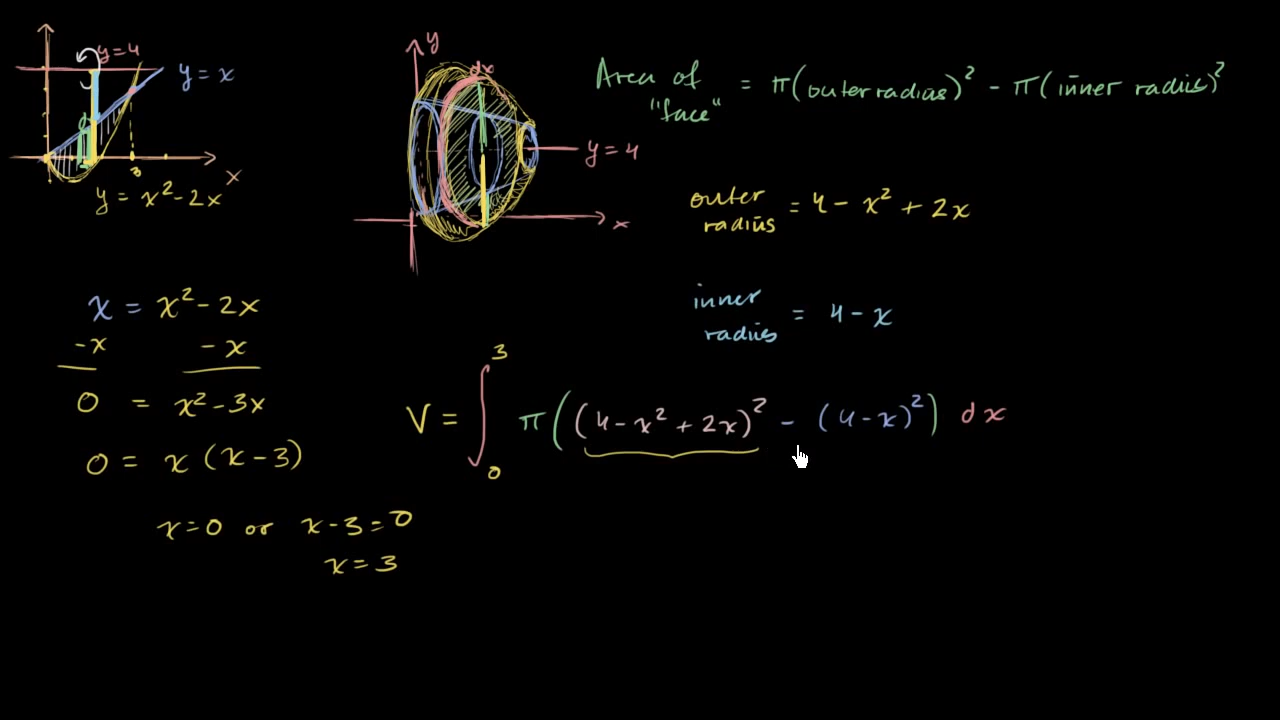 y=4
y=x
x
3
y = x²-2x
y
dx
y=4
x
Area of "face" = π(outer radius)² - π(inner radius)²
outer radius = 4-x²+2x
inner radius = 4-x
x = x²-2x
-x -x
0 = x²-3x
0 = x(x-3)
x=0 or x-3=0
x=3
V = ∫₀³ π((4-x²+2x)² - (4-x)²) dx